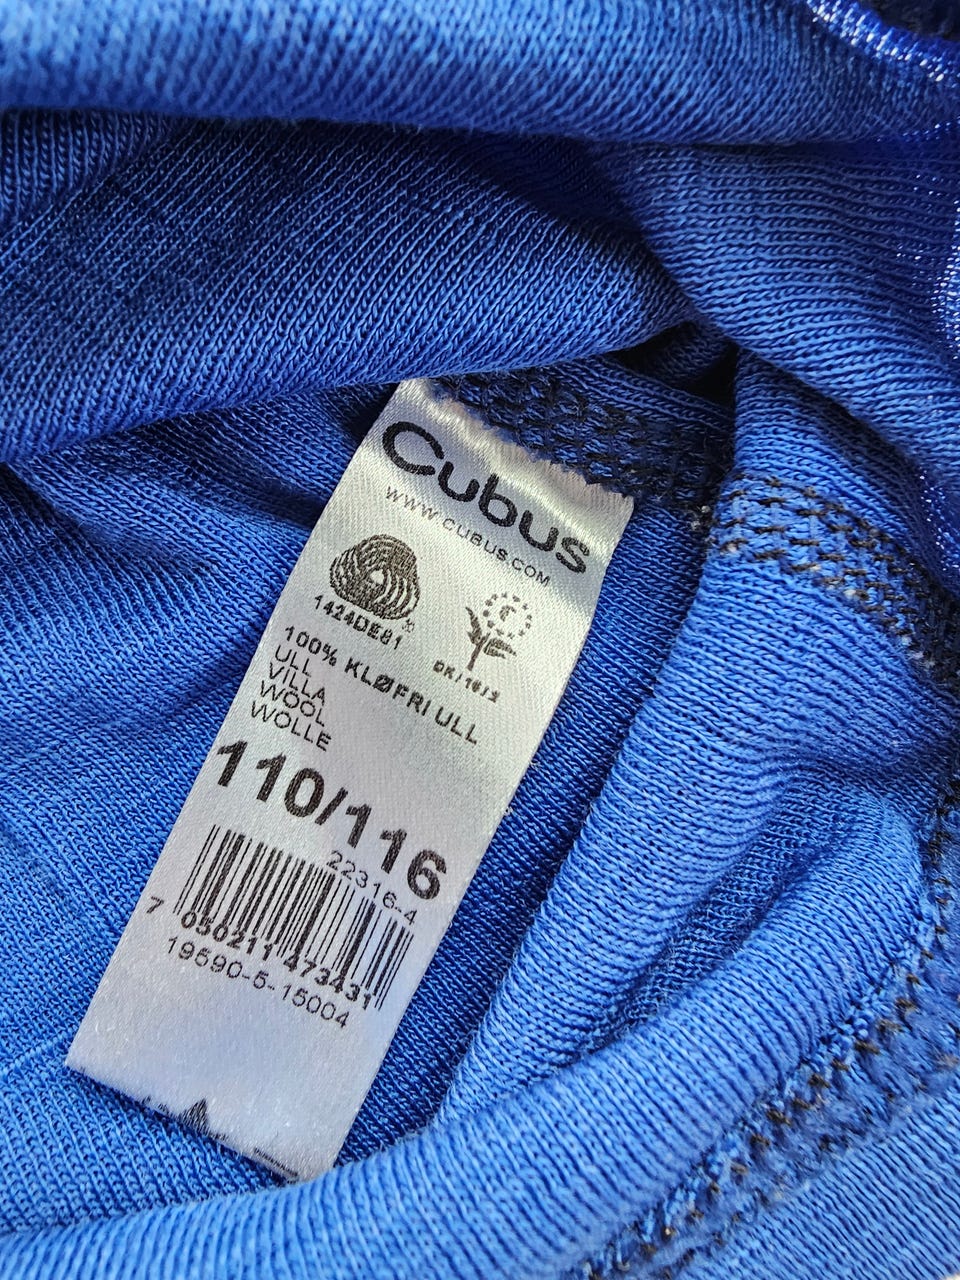 Cubus
WWW.CUBUS.COM
1424DE81
DK/16/2
100% KLØFRI ULL
ULL
VILLA
WOOL
WOLLE
110/116
22316-4
7 050211 473431
19590-5-15004